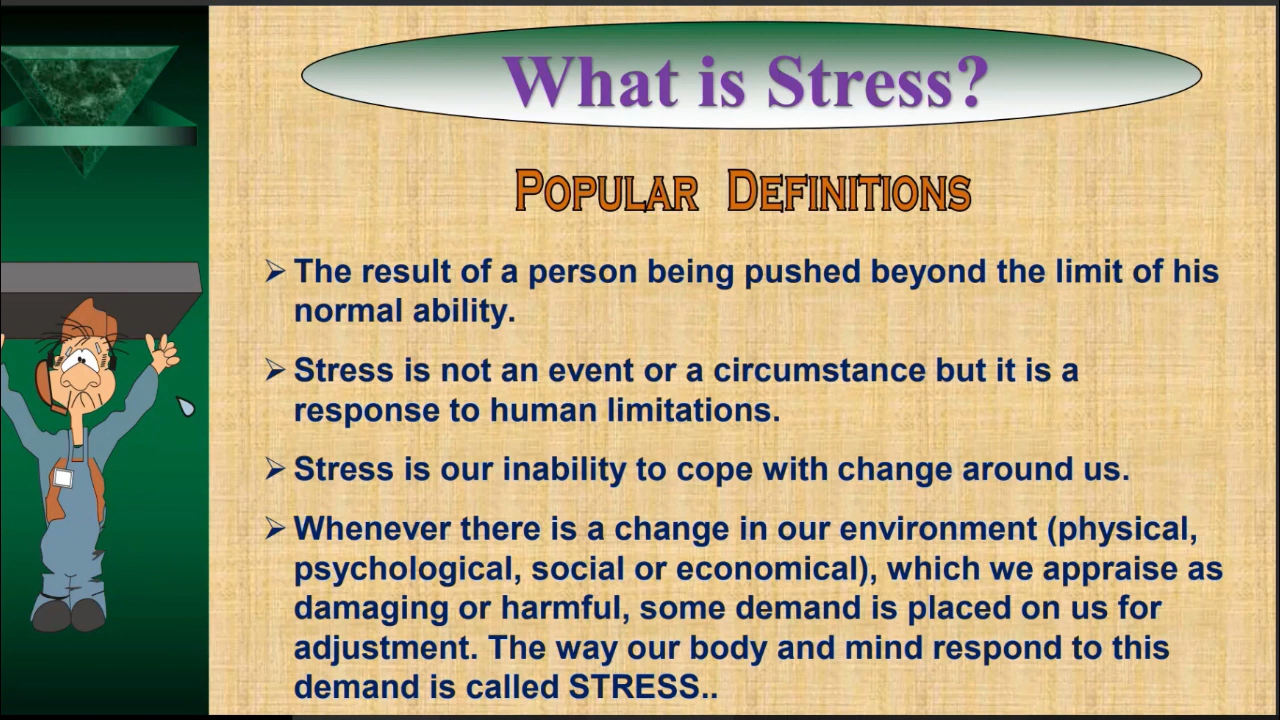 What is Stress?
POPULAR DEFINITIONS
➢ The result of a person being pushed beyond the limit of his
normal ability.
➢ Stress is not an event or a circumstance but it is a
response to human limitations.
➢ Stress is our inability to cope with change around us.
➢ Whenever there is a change in our environment (physical,
psychological, social or economical), which we appraise as
damaging or harmful, some demand is placed on us for
adjustment. The way our body and mind respond to this
demand is called STRESS..